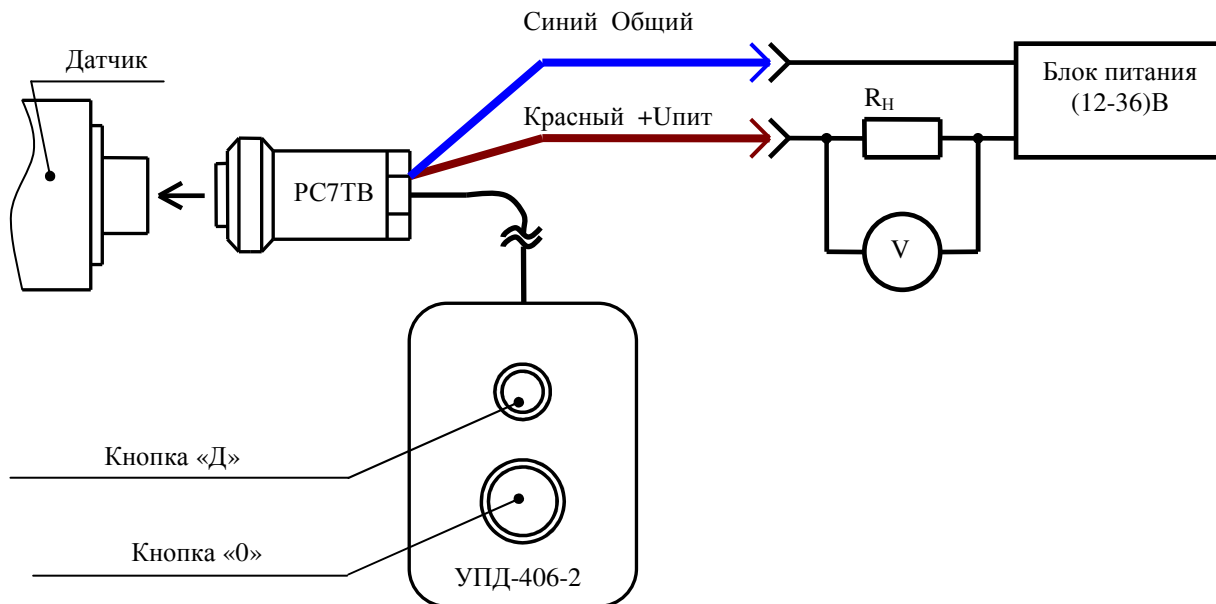 Синий Общий
Датчик
Блок питания
(12-36)В
Rн
Красный +Uпит
РС7ТВ
V
Кнопка «Д»
Кнопка «0»
УПД-406-2